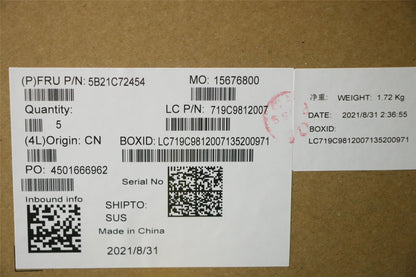 (P)FRU P/N: 5B21C72454 MO: 15676800
Quantity: LC P/N: 719C9812007
5
(4L)Origin: CN BOXID: LC719C9812007135200971
PO: 4501666962 Serial No
Inbound info
SHIPTO:
SUS
Made in China
2021/8/31
净重: WEIGHT: 1.72 Kg
DATE: 2021/8/31 2:36:55
BOXID:
LC719C9812007135200971